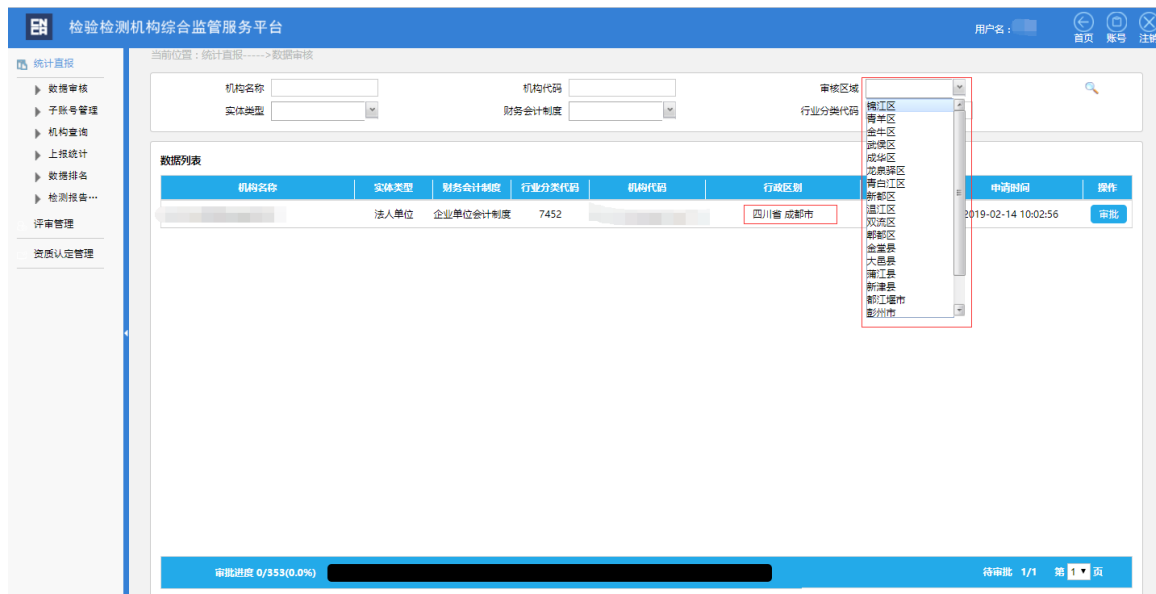 检验检测机构综合监管服务平台
用户名：
首页 账号 注销
统计直报
数据审核
子账号管理
机构查询
上报统计
数据排名
检测报告…
评审管理
资质认定管理
当前位置：统计直报----->数据审核
机构名称 机构代码 审核区域
实体类型 财务会计制度 行业分类代码
锦江区
青羊区
金牛区
武侯区
成华区
龙泉驿区
青白江区
新都区
温江区
双流区
郫都区
金堂县
大邑县
蒲江县
新津县
都江堰市
彭州市
数据列表
机构名称 实体类型 财务会计制度 行业分类代码 机构代码 行政区划 申请时间 操作
法人单位 企业单位会计制度 7452 四川省 成都市 2019-02-14 10:02:56 审批
审批进度 0/353(0.0%) 待审批 1/1 第 1 页